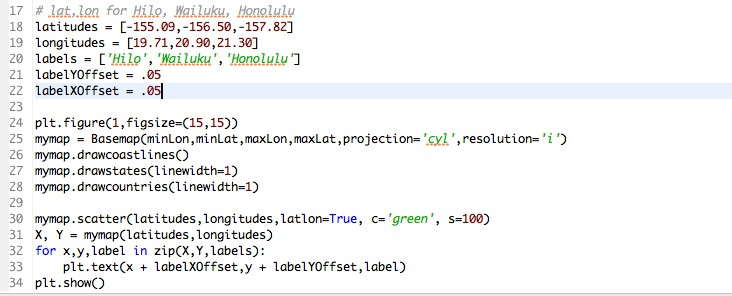 17 # lat,lon for Hilo, Wailuku, Honolulu
18 latitudes = [-155.09,-156.50,-157.82]
19 longitudes = [19.71,20.90,21.30]
20 labels = ['Hilo','Wailuku','Honolulu']
21 labelYOffset = .05
22 labelXOffset = .05
23
24 plt.figure(1,figsize=(15,15))
25 mymap = Basemap(minLon,minLat,maxLon,maxLat,projection='cyl',resolution='i')
26 mymap.drawcoastlines()
27 mymap.drawstates(linewidth=1)
28 mymap.drawcountries(linewidth=1)
29
30 mymap.scatter(latitudes,longitudes,latlon=True, c='green', s=100)
31 X, Y = mymap(latitudes,longitudes)
32 for x,y,label in zip(X,Y,labels):
33     plt.text(x + labelXOffset,y + labelYOffset,label)
34 plt.show()